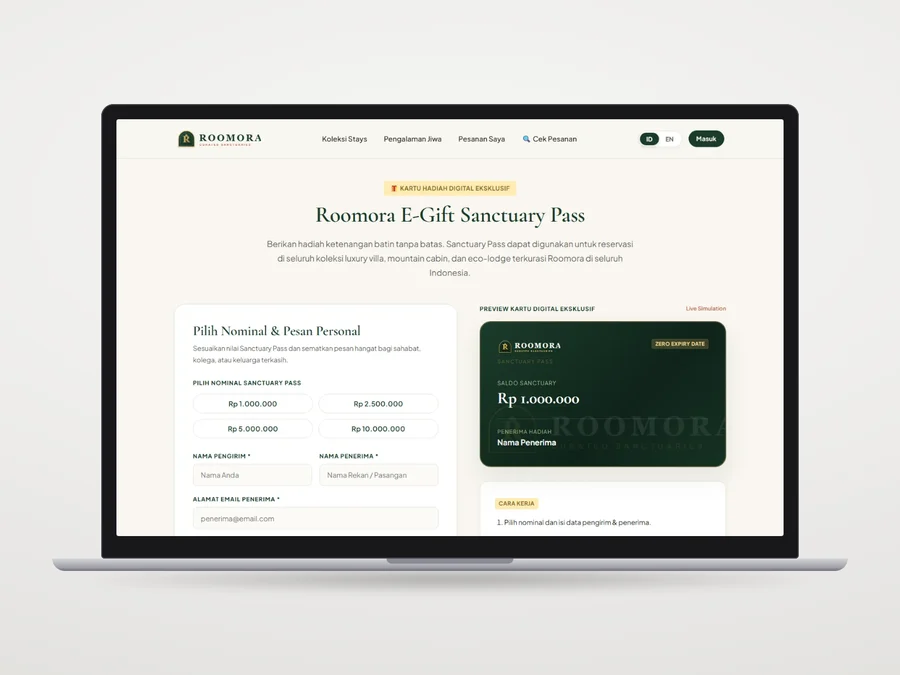 ROOMORA
CURATED SANCTUARIES
Koleksi Stays
Pengalaman Jiwa
Pesanan Saya
Cek Pesanan
ID
EN
Masuk
KARTU HADIAH DIGITAL EKSKLUSIF
Roomora E-Gift Sanctuary Pass
Berikan hadiah ketenangan batin tanpa batas. Sanctuary Pass dapat digunakan untuk reservasi
di seluruh koleksi luxury villa, mountain cabin, dan eco-lodge terkurasi Roomora di seluruh
Indonesia.
Pilih Nominal & Pesan Personal
Sesuaikan nilai Sanctuary Pass dan sematkan pesan hangat bagi sahabat,
kolega, atau keluarga terkasih.
PILIH NOMINAL SANCTUARY PASS
Rp 1.000.000
Rp 2.500.000
Rp 5.000.000
Rp 10.000.000
NAMA PENGIRIM *
NAMA PENERIMA *
Nama Anda
Nama Rekan / Pasangan
ALAMAT EMAIL PENERIMA *
penerima@email.com
PREVIEW KARTU DIGITAL EKSKLUSIF
Live Simulation
ROOMORA
SANCTUARY PASS
ZERO EXPIRY DATE
SALDO SANCTUARY
Rp 1.000.000
ROOMORA
PENERIMA HADIAH
Nama Penerima
CARA KERJA
1. Pilih nominal dan isi data pengirim & penerima.